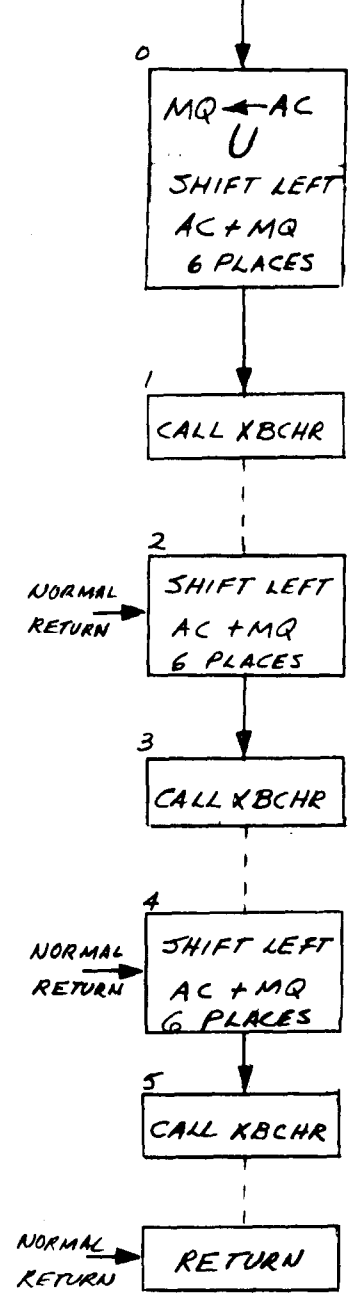 0
MQ ← AC
U
SHIFT LEFT
AC + MQ
6 PLACES
1
CALL XBCHR
2
NORMAL
RETURN
SHIFT LEFT
AC + MQ
6 PLACES
3
CALL XBCHR
4
NORMAL
RETURN
SHIFT LEFT
AC + MQ
6 PLACES
5
CALL XBCHR
NORMAL
RETURN
RETURN